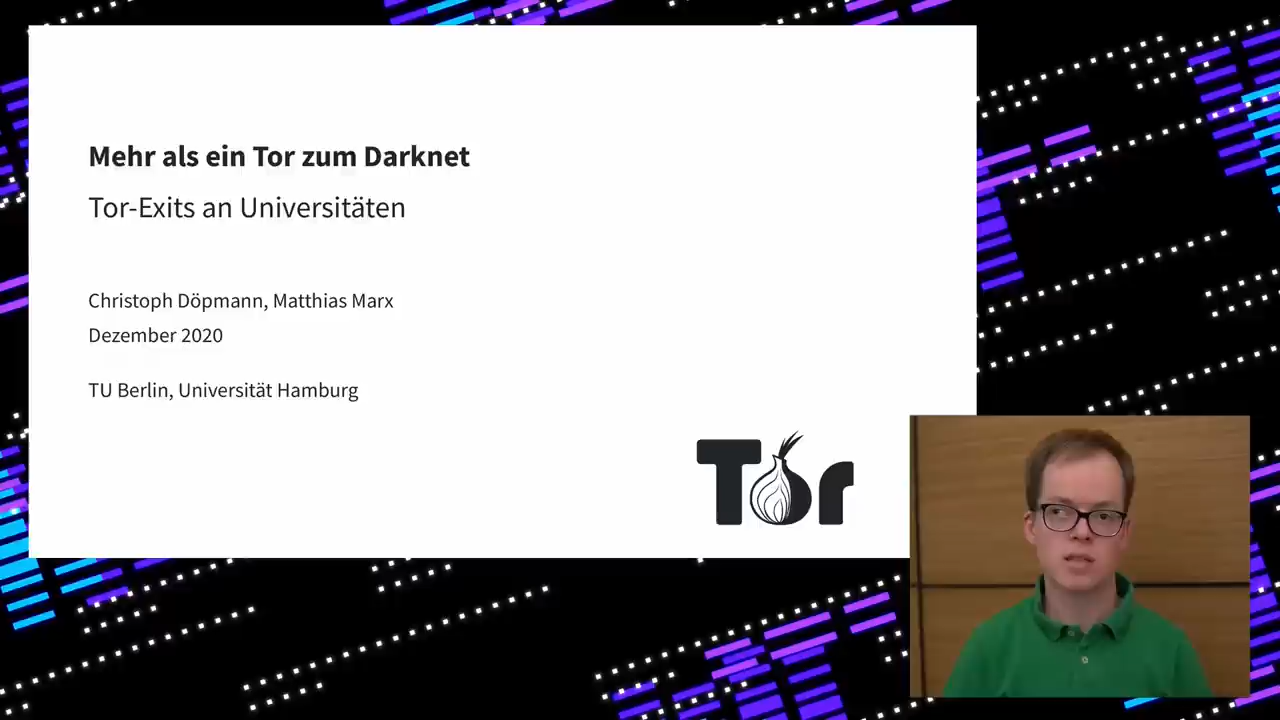 Mehr als ein Tor zum Darknet
Tor-Exits an Universitäten
Christoph Döpmann, Matthias Marx
Dezember 2020
TU Berlin, Universität Hamburg
Tor